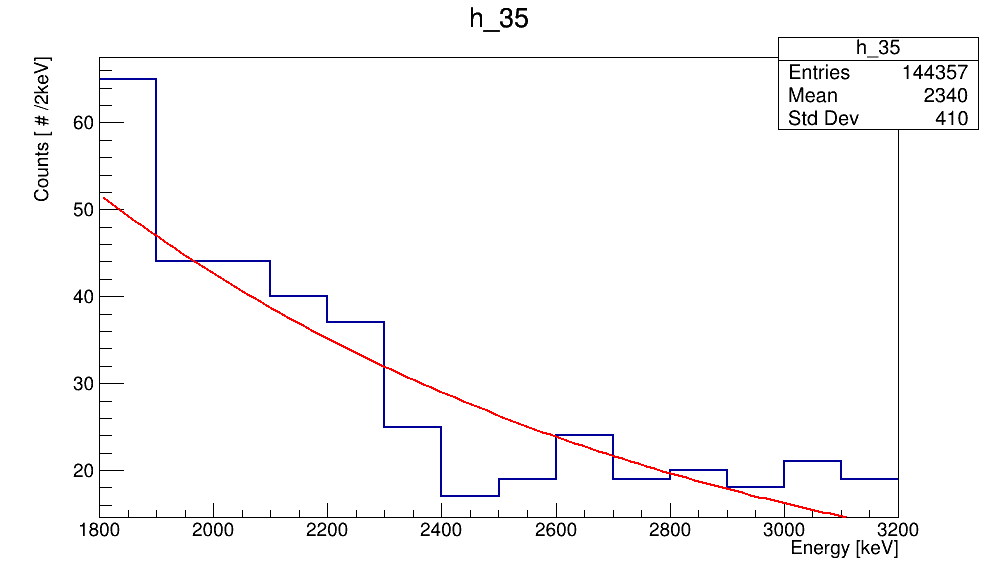 h_35
h_35
Entries 144357
Mean 2340
Std Dev 410
Counts [ # /2keV]
60
50
40
30
20
1800 2000 2200 2400 2600 2800 3000 3200
Energy [keV]